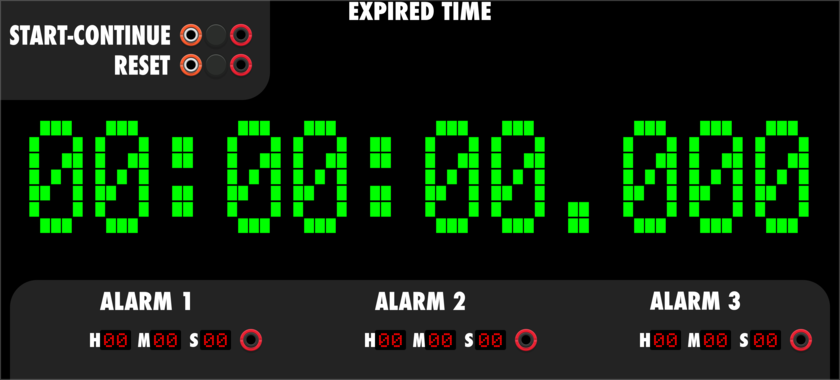 EXPIRED TIME
START-CONTINUE
RESET
00:00:00.000
ALARM 1 ALARM 2 ALARM 3
H00 M00 S00 H00 M00 S00 H00 M00 S00